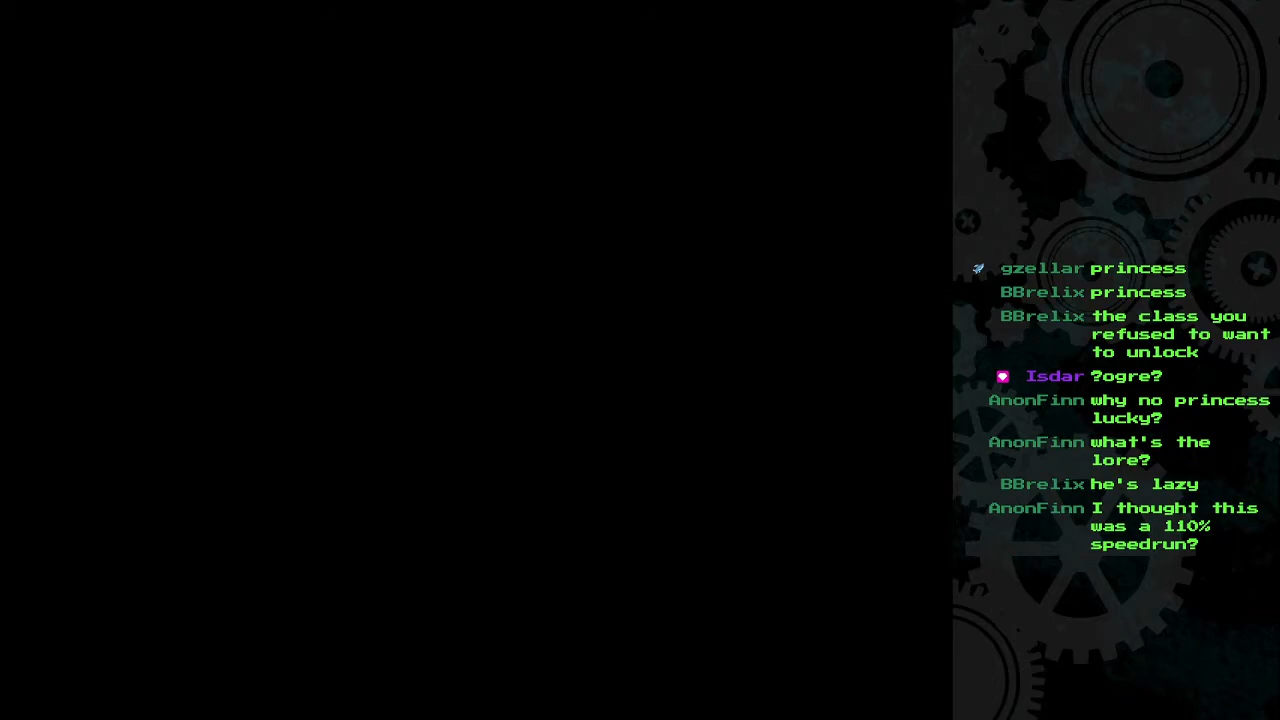 gzellar princess
BBrelix princess
BBrelix the class you
refused to want
to unlock
Isdar ?ogre?
AnonFinn why no princess
lucky?
AnonFinn what's the
lore?
BBrelix he's lazy
AnonFinn I thought this
was a 110%
speedrun?